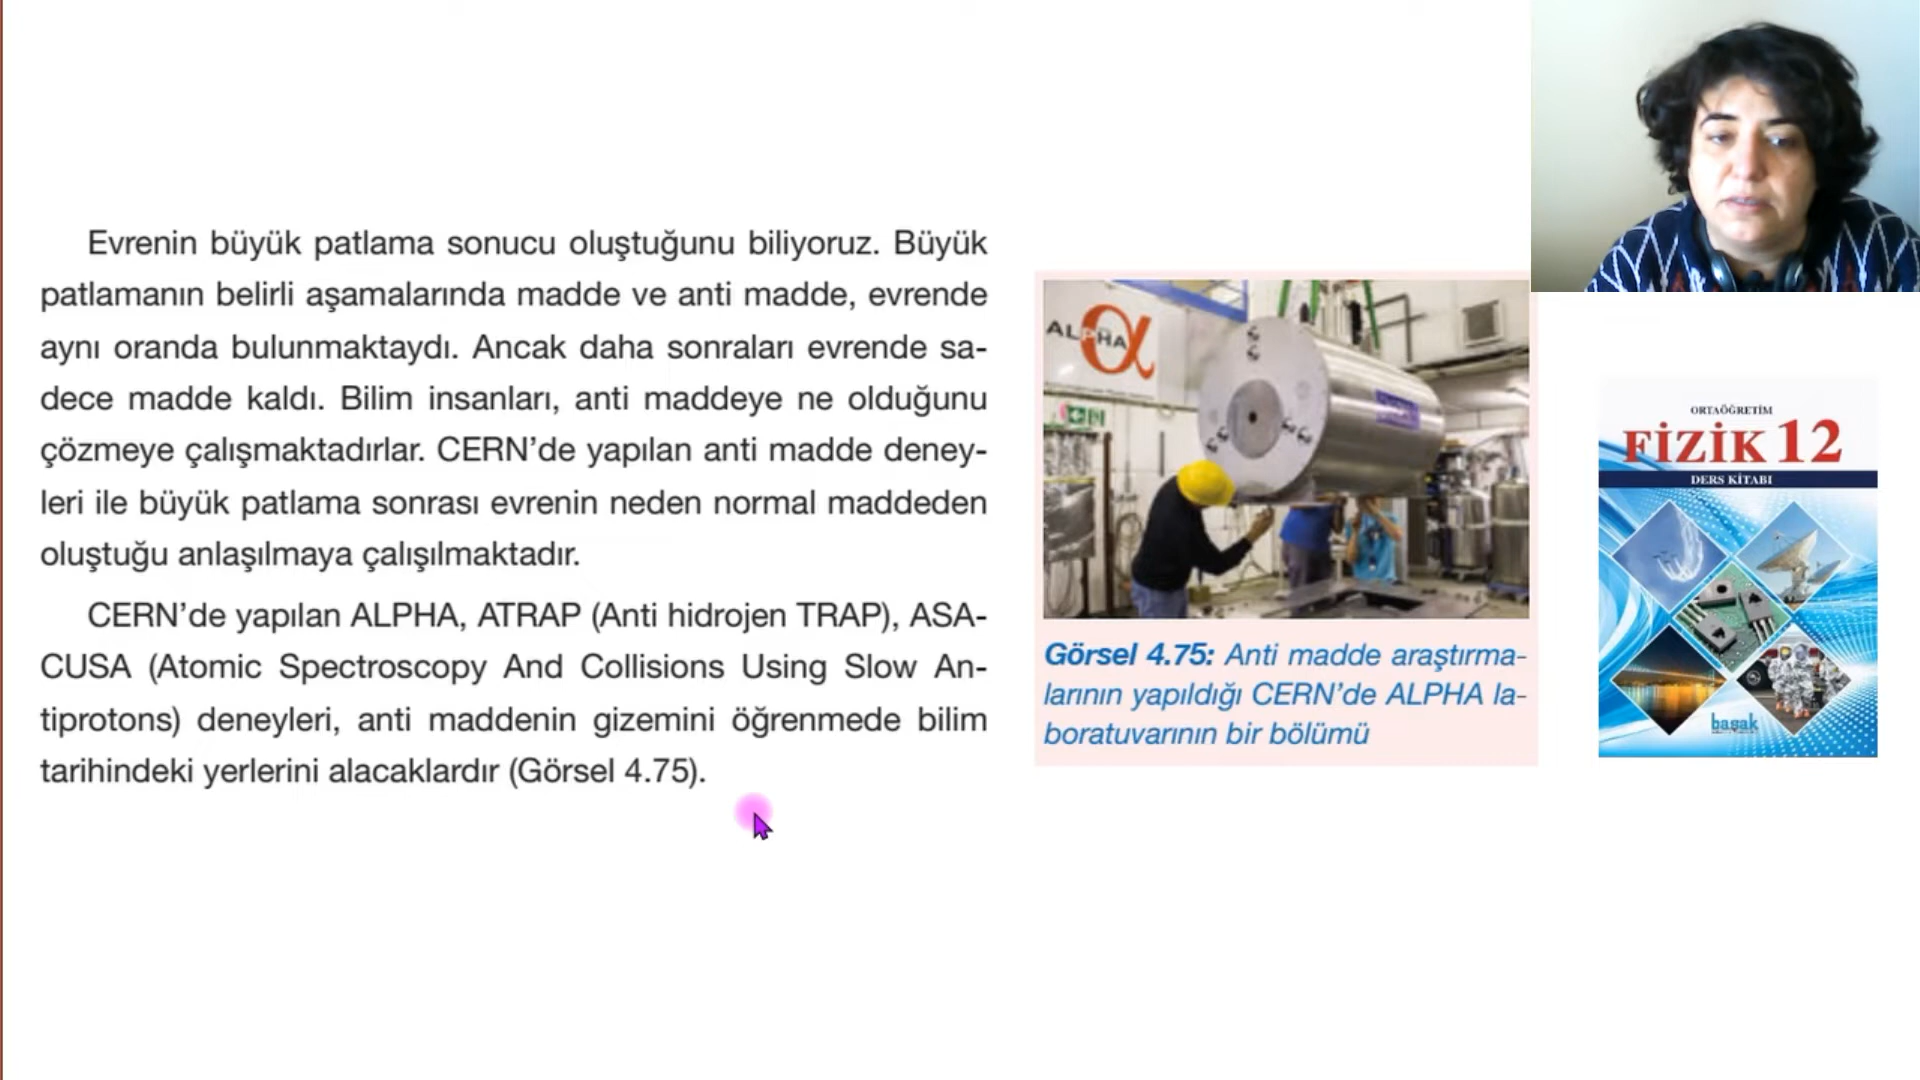 Evrenin büyük patlama sonucu oluştuğunu biliyoruz. Büyük
patlamanın belirli aşamalarında madde ve anti madde, evrende
aynı oranda bulunmaktaydı. Ancak daha sonraları evrende sa-
dece madde kaldı. Bilim insanları, anti maddeye ne olduğunu
çözmeye çalışmaktadırlar. CERN’de yapılan anti madde deney-
leri ile büyük patlama sonrası evrenin neden normal maddeden
oluştuğu anlaşılmaya çalışılmaktadır.
CERN’de yapılan ALPHA, ATRAP (Anti hidrojen TRAP), ASA-
CUSA (Atomic Spectroscopy And Collisions Using Slow An-
tiprotons) deneyleri, anti maddenin gizemini öğrenmede bilim
tarihindeki yerlerini alacaklardır (Görsel 4.75).
ALPHA
α
Görsel 4.75: Anti madde araştırma-
larının yapıldığı CERN’de ALPHA la-
boratuvarının bir bölümü
ORTAÖĞRETİM
FİZİK 12
DERS KİTABI
başak